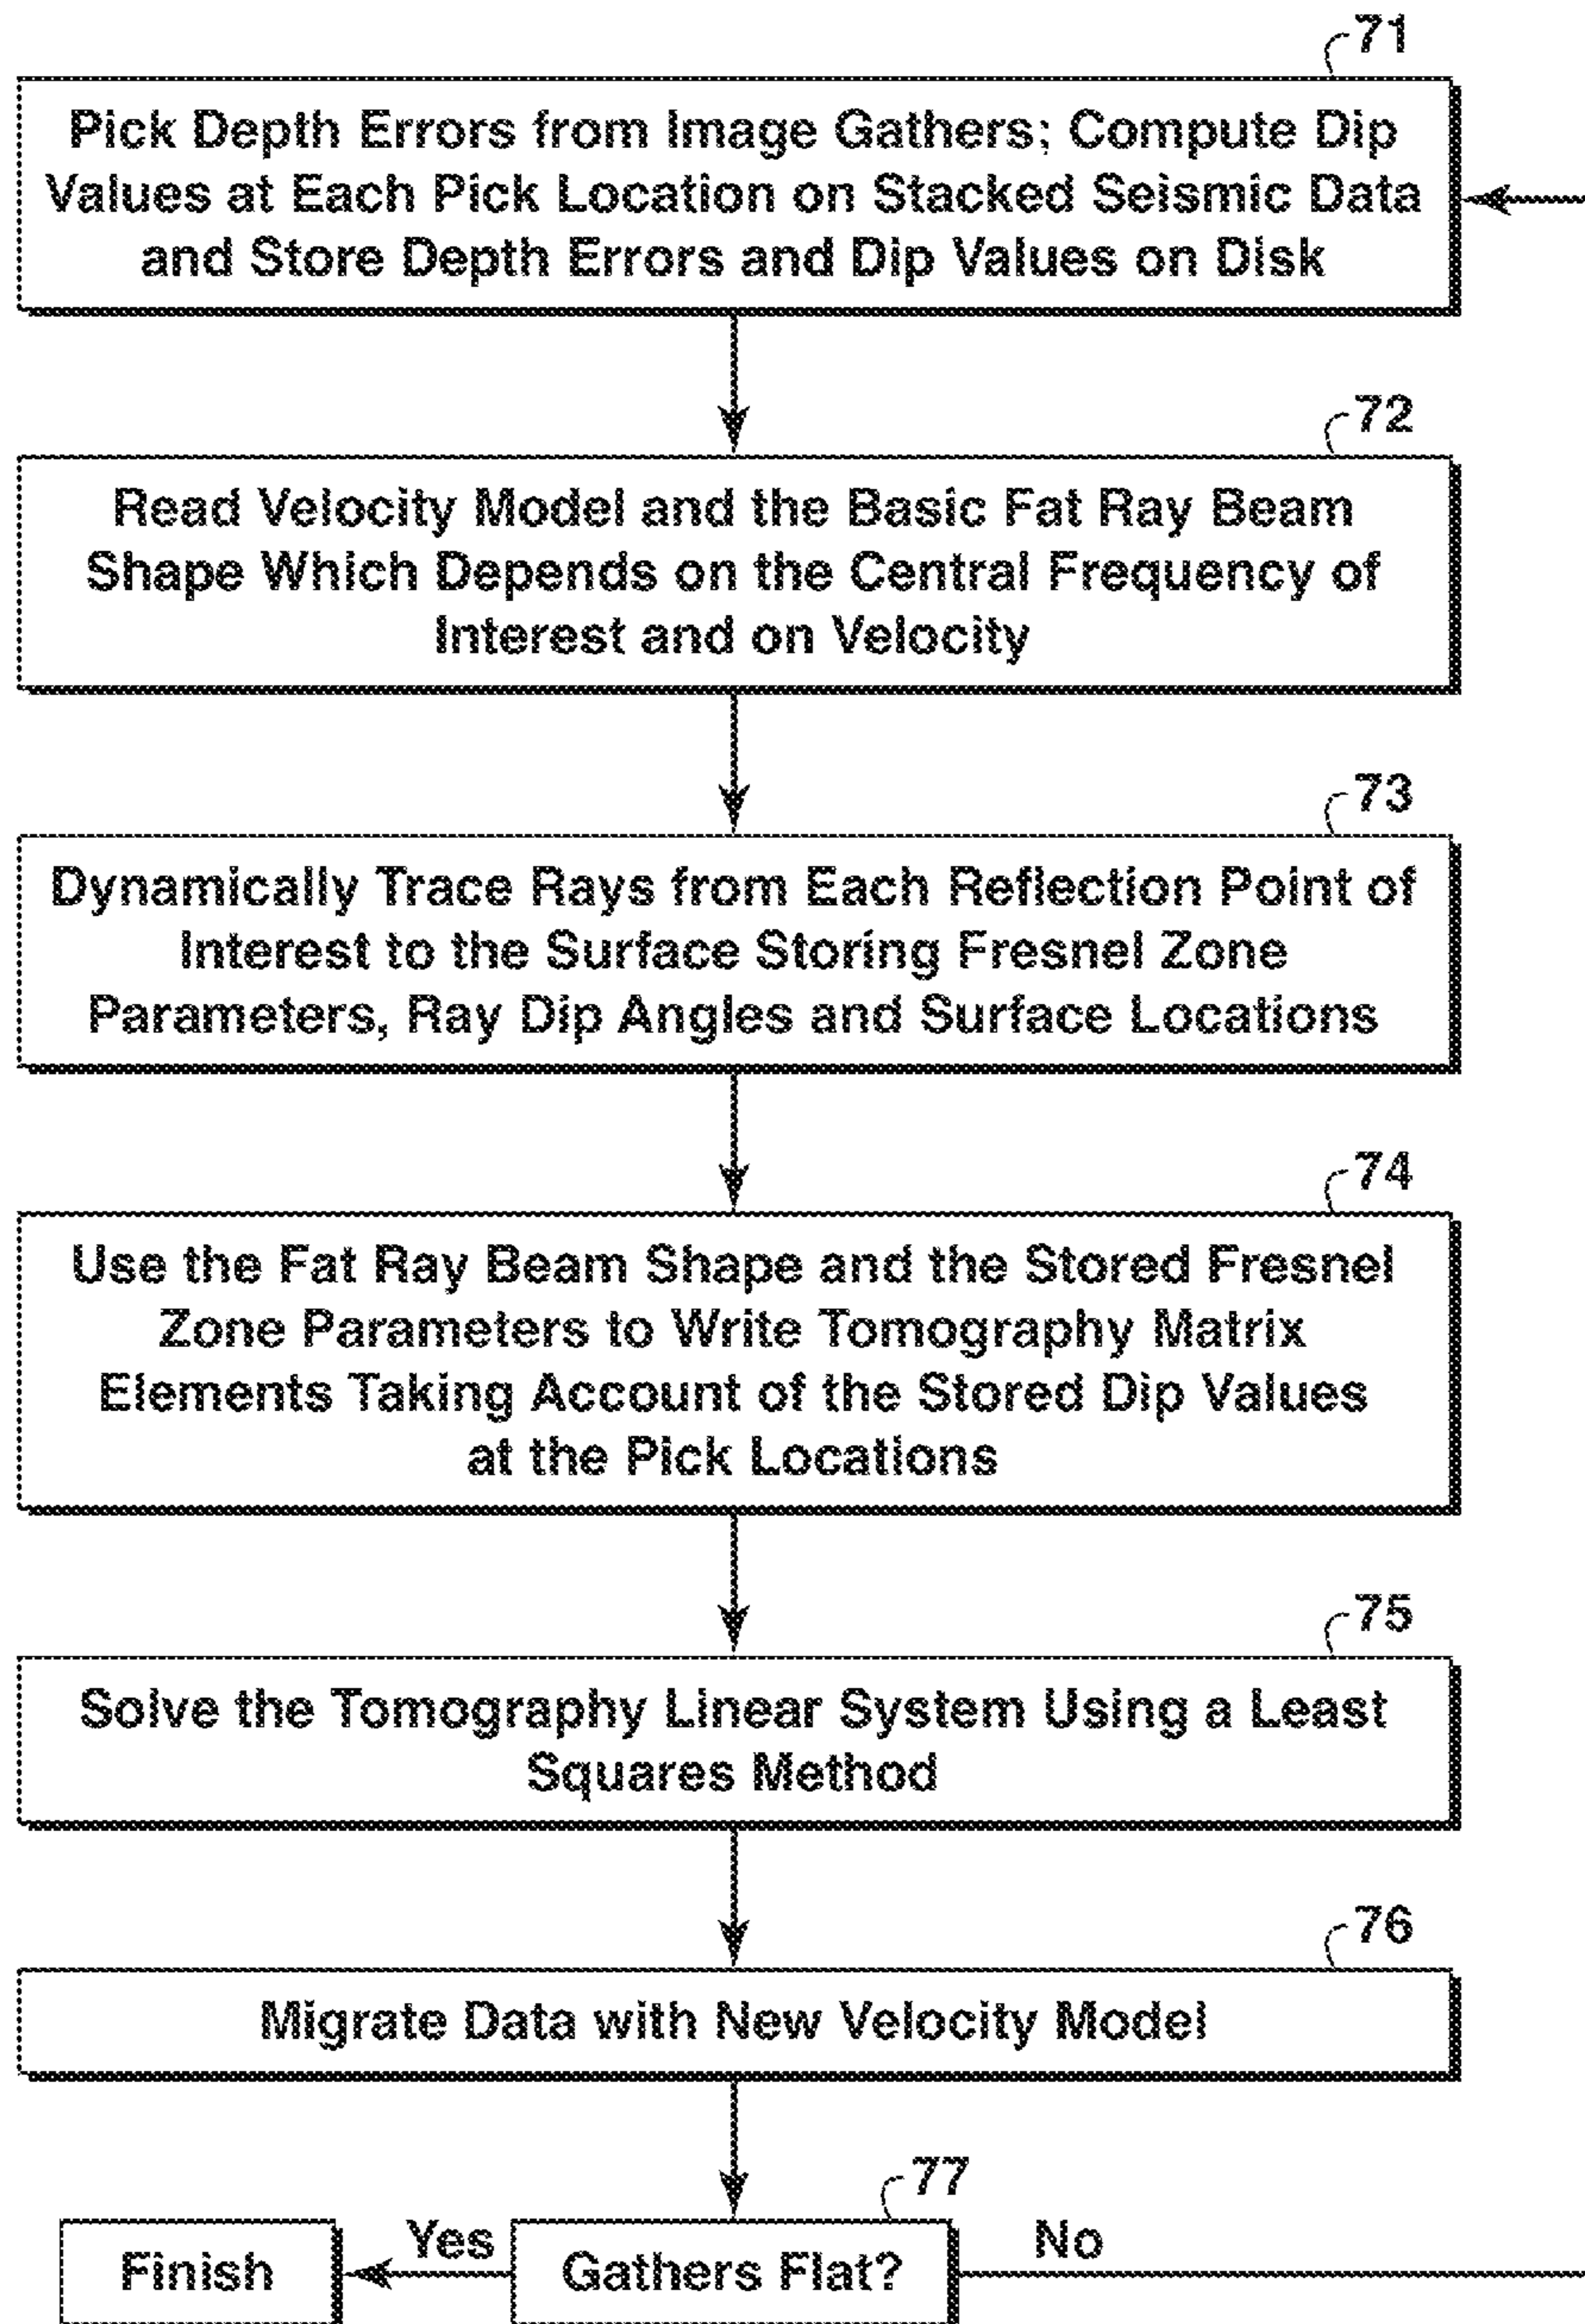 71
Pick Depth Errors from Image Gathers; Compute Dip
Values at Each Pick Location on Stacked Seismic Data
and Store Depth Errors and Dip Values on Disk
72
Read Velocity Model and the Basic Fat Ray Beam
Shape Which Depends on the Central Frequency of
Interest and on Velocity
73
Dynamically Trace Rays from Each Reflection Point of
Interest to the Surface Storing Fresnel Zone
Parameters, Ray Dip Angles and Surface Locations
74
Use the Fat Ray Beam Shape and the Stored Fresnel
Zone Parameters to Write Tomography Matrix
Elements Taking Account of the Stored Dip Values
at the Pick Locations
75
Solve the Tomography Linear System Using a Least
Squares Method
76
Migrate Data with New Velocity Model
77
Finish
Yes
Gathers Flat?
No